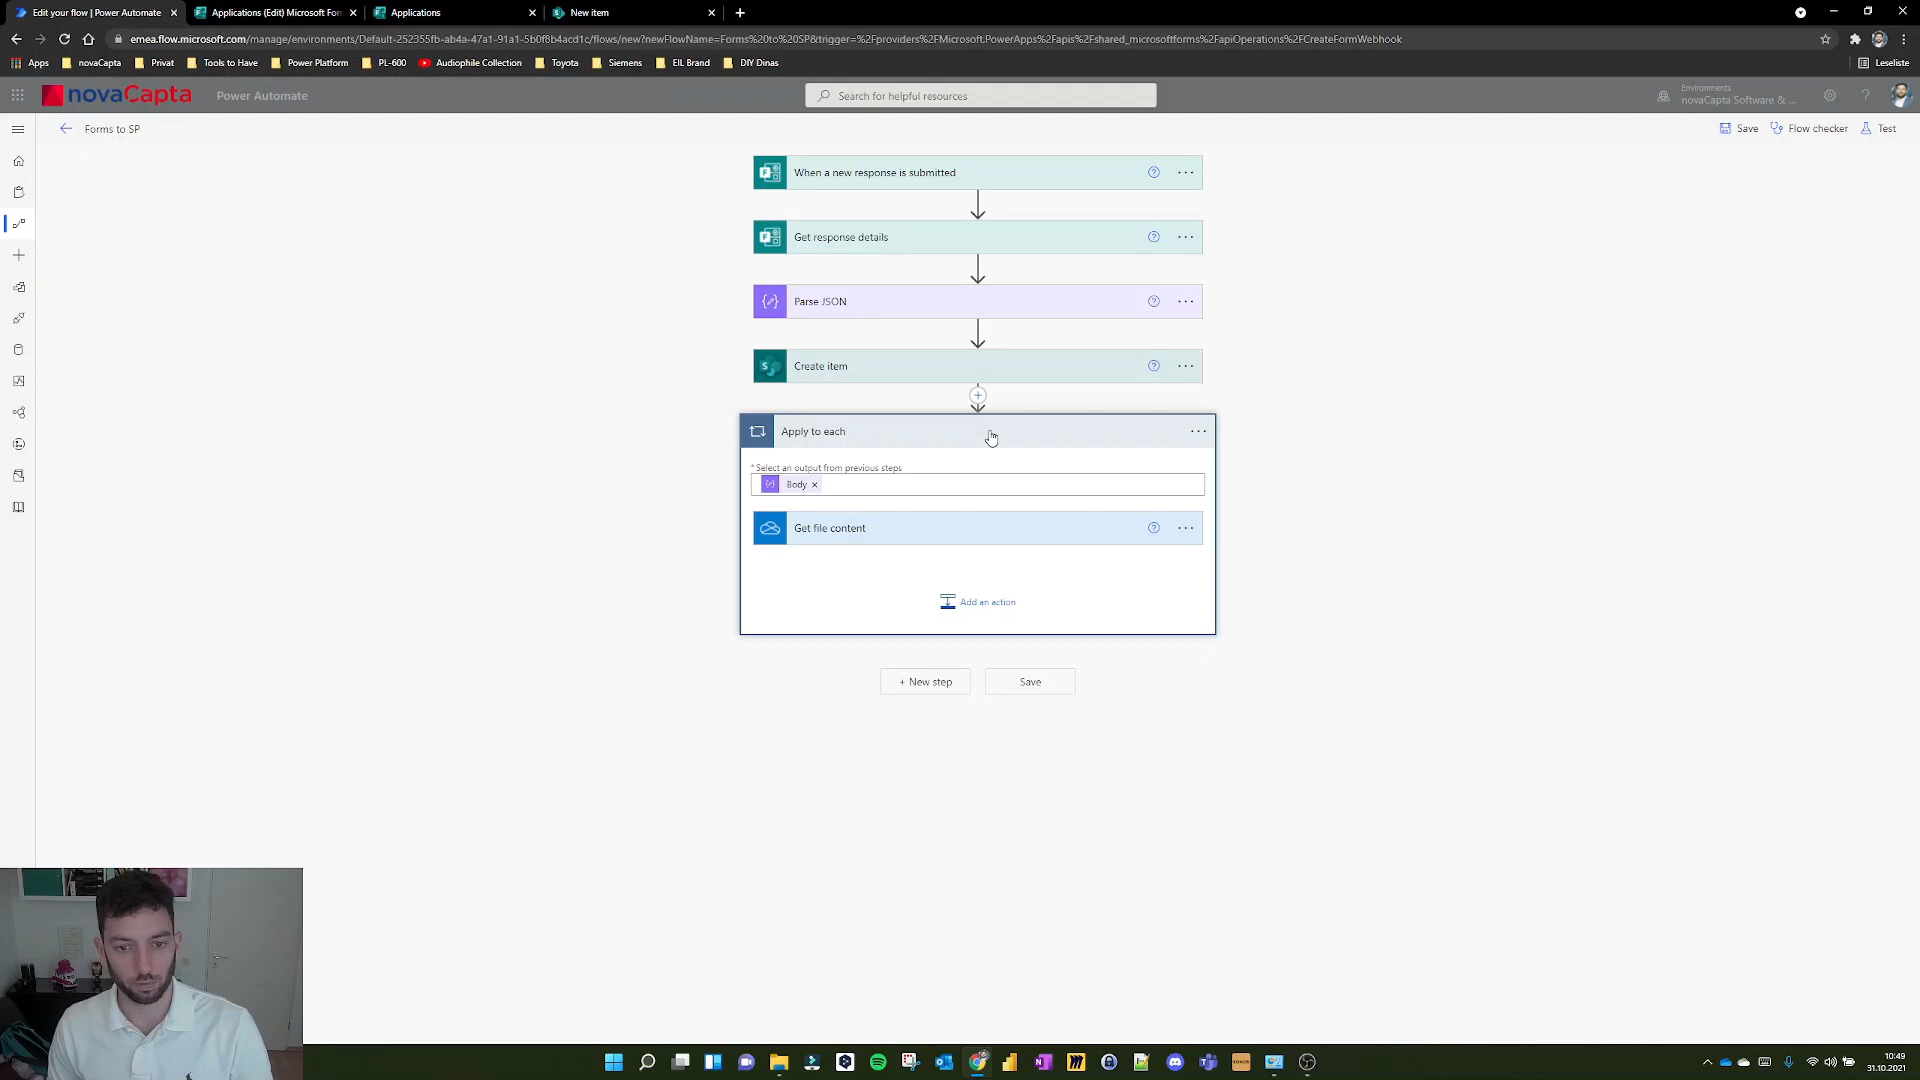 Edit your flow | Power Automate
Applications (Edit) Microsoft For
Applications
New item
emea.flow.microsoft.com/manage/environments/Default-252355fb-ab4a-47a1-91a1-5b0f8b4acd1c/flows/new?newFlowName=Forms%20to%20SP&trigger=%2Fproviders%2FMicrosoft.PowerApps%2Fapis%2Fshared_microsoftforms%2FapiOperations%2FCreateFormWebhook
Apps
novaCapta
Privat
Tools to Have
Power Platform
PL-600
Audiophile Collection
Toyota
Siemens
EIL Brand
DIY Dinas
Leseliste
novaCapta
Power Automate
Search for helpful resources
Environments
novaCapta Software & ...
Forms to SP
Save
Flow checker
Test
When a new response is submitted
Get response details
Parse JSON
Create item
Apply to each
* Select an output from previous steps
Body
Get file content
Add an action
+ New step
Save
10:49
31.10.2021